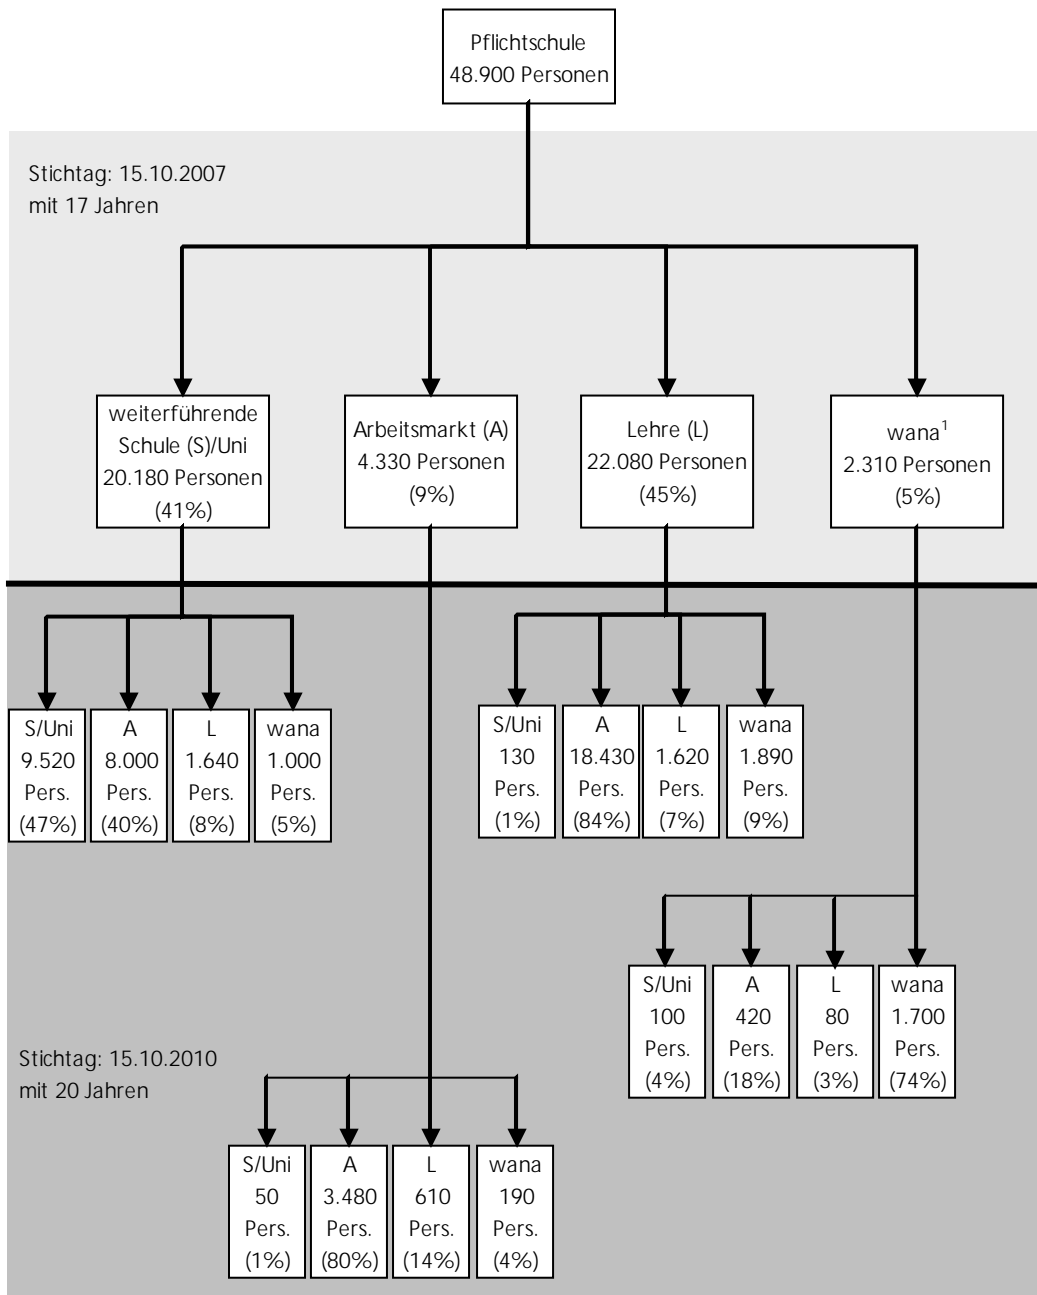 Pflichtschule
48.900 Personen
Stichtag: 15.10.2007
mit 17 Jahren
weiterführende
Schule (S)/Uni
20.180 Personen
(41%)
Arbeitsmarkt (A)
4.330 Personen
(9%)
Lehre (L)
22.080 Personen
(45%)
wana¹
2.310 Personen
(5%)
S/Uni
9.520
Pers.
(47%)
A
8.000
Pers.
(40%)
L
1.640
Pers.
(8%)
wana
1.000
Pers.
(5%)
S/Uni
130
Pers.
(1%)
A
18.430
Pers.
(84%)
L
1.620
Pers.
(7%)
wana
1.890
Pers.
(9%)
S/Uni
100
Pers.
(4%)
A
420
Pers.
(18%)
L
80
Pers.
(3%)
wana
1.700
Pers.
(74%)
Stichtag: 15.10.2010
mit 20 Jahren
S/Uni
50
Pers.
(1%)
A
3.480
Pers.
(80%)
L
610
Pers.
(14%)
wana
190
Pers.
(4%)